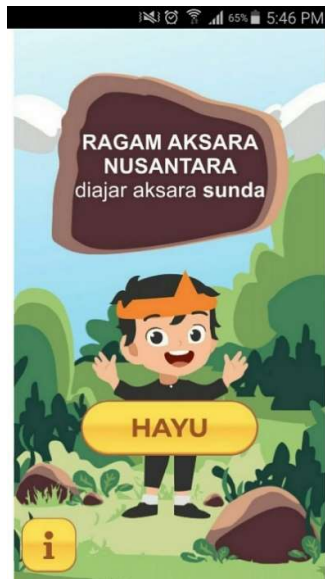 65% 5:46 PM
RAGAM AKSARA
NUSANTARA
diajar aksara sunda
HAYU
i